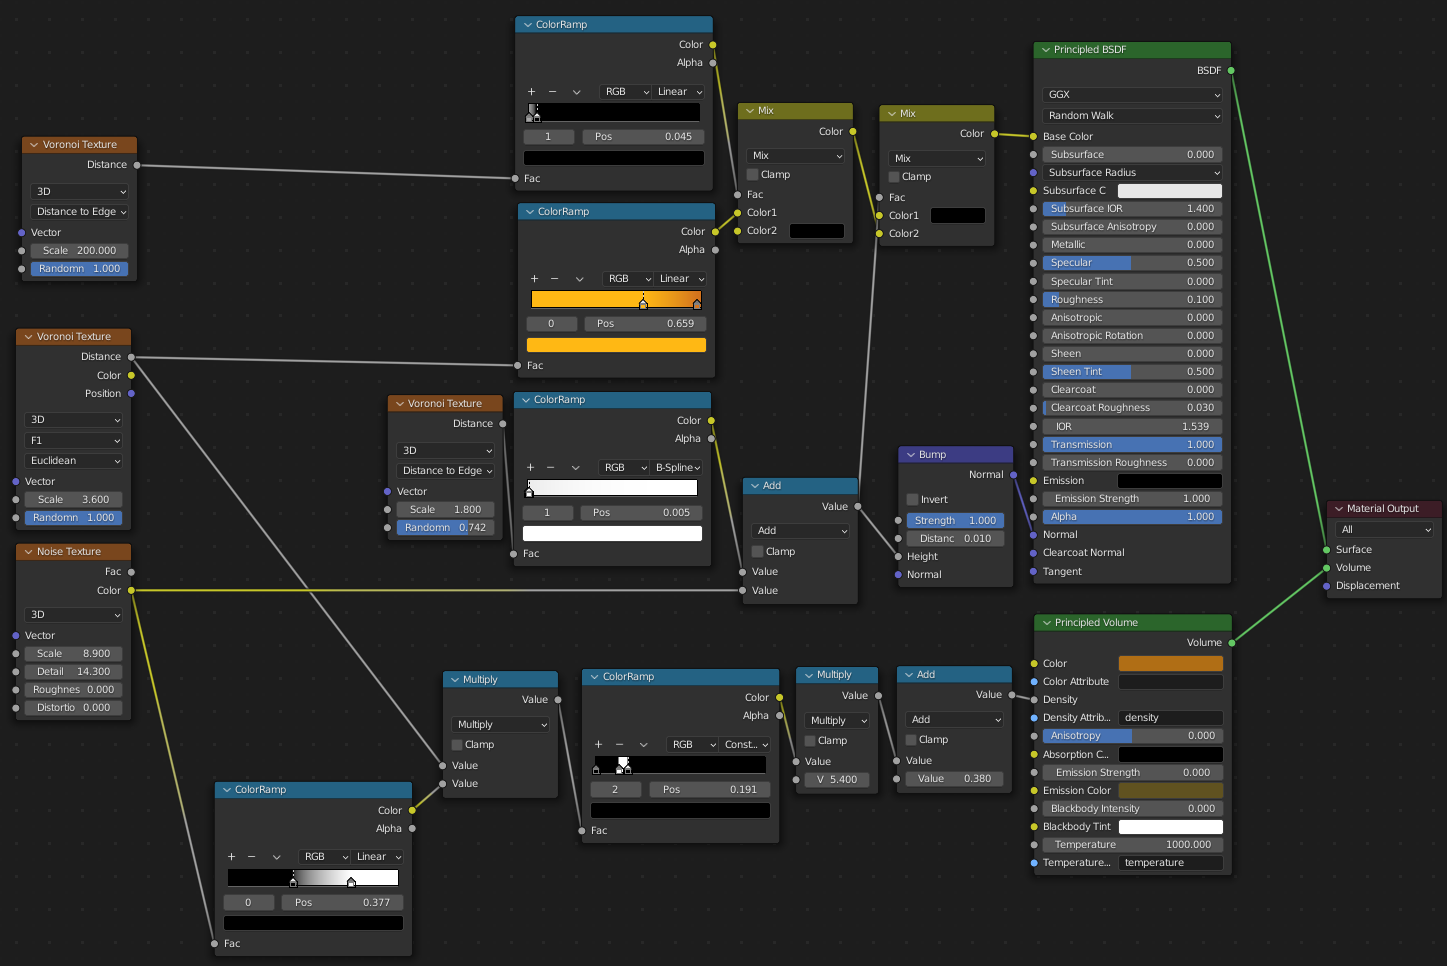 ColorRamp
Color
Alpha
+ − RGB Linear
1 Pos 0.045
Fac
Voronoi Texture
Distance
3D
Distance to Edge
Vector
Scale 200.000
Randomn 1.000
ColorRamp
Color
Alpha
+ − RGB Linear
0 Pos 0.659
Fac
Mix
Color
Mix
Clamp
Fac
Color1
Color2
Mix
Color
Mix
Clamp
Fac
Color1
Color2
Principled BSDF
BSDF
GGX
Random Walk
Base Color
Subsurface 0.000
Subsurface Radius
Subsurface C
Subsurface IOR 1.400
Subsurface Anisotropy 0.000
Metallic 0.000
Specular 0.500
Specular Tint 0.000
Roughness 0.100
Anisotropic 0.000
Anisotropic Rotation 0.000
Sheen 0.000
Sheen Tint 0.500
Clearcoat 0.000
Clearcoat Roughness 0.030
IOR 1.539
Transmission 1.000
Transmission Roughness 0.000
Emission
Emission Strength 1.000
Alpha 1.000
Normal
Clearcoat Normal
Tangent
Voronoi Texture
Distance
Color
Position
3D
F1
Euclidean
Vector
Scale 3.600
Randomn 1.000
Voronoi Texture
Distance
3D
Distance to Edge
Vector
Scale 1.800
Randomn 0.742
ColorRamp
Color
Alpha
+ − RGB B-Spline
1 Pos 0.005
Fac
Add
Value
Add
Clamp
Value
Value
Bump
Normal
Invert
Strength 1.000
Distanc 0.010
Height
Normal
Material Output
All
Surface
Volume
Displacement
Noise Texture
Fac
Color
3D
Vector
Scale 8.900
Detail 14.300
Roughnes 0.000
Distortio 0.000
Multiply
Value
Multiply
Clamp
Value
Value
ColorRamp
Color
Alpha
+ − RGB Const...
2 Pos 0.191
Fac
Multiply
Value
Multiply
Clamp
Value
V 5.400
Add
Value
Add
Clamp
Value
Value 0.380
Principled Volume
Volume
Color
Color Attribute
Density
Density Attrib... density
Anisotropy 0.000
Absorption C...
Emission Strength 0.000
Emission Color
Blackbody Intensity 0.000
Blackbody Tint
Temperature 1000.000
Temperature... temperature
ColorRamp
Color
Alpha
+ − RGB Linear
0 Pos 0.377
Fac